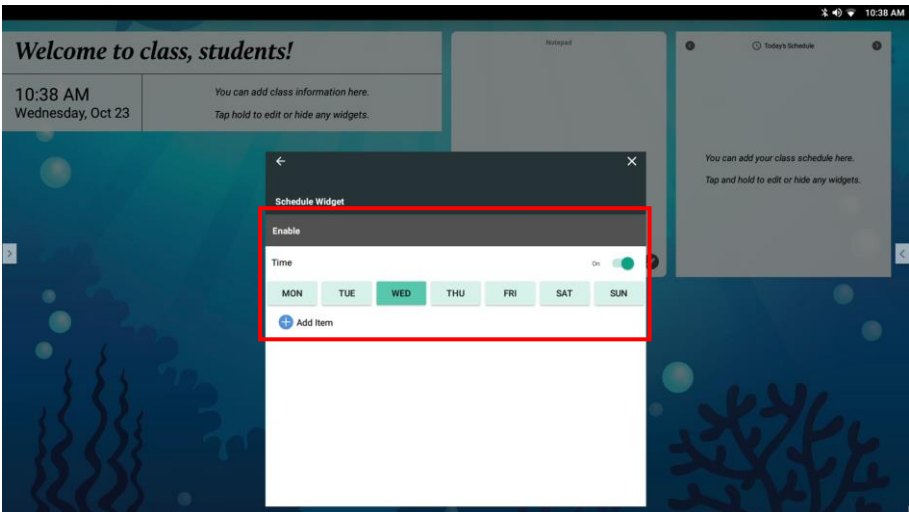 10:38 AM
Welcome to class, students!
10:38 AM
Wednesday, Oct 23
You can add class information here.
Tap hold to edit or hide any widgets.
Notepad
Today's Schedule
You can add your class schedule here.
Tap and hold to edit or hide any widgets.
Schedule Widget
Enable
Time
On
MON TUE WED THU FRI SAT SUN
Add Item